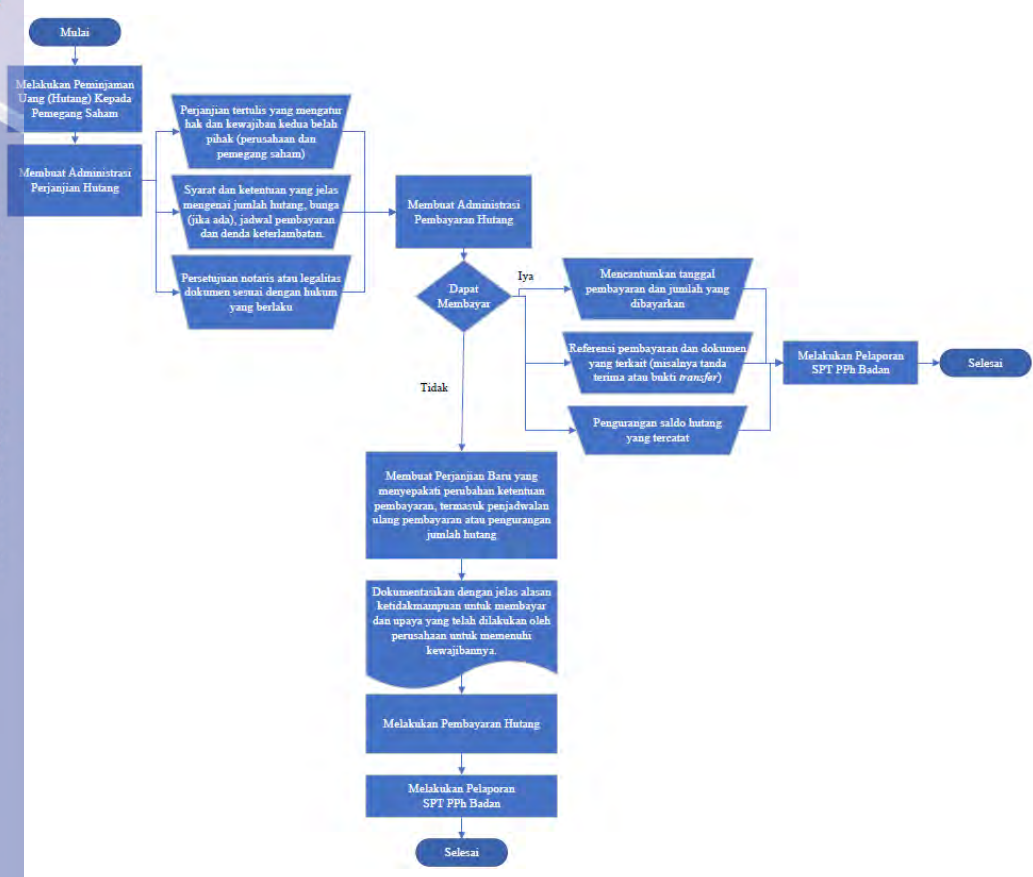 Mulai
Melakukan Peminjaman
Uang (Hutang) Kepada
Pemegang Saham
Membuat Administrasi
Perjanjian Hutang
Perjanjian tertulis yang mengatur
hak dan kewajiban kedua belah
pihak (perusahaan dan
pemegang saham)
Syarat dan ketentuan yang jelas
mengenai jumlah hutang, bunga
(jika ada), jadwal pembayaran
dan denda keterlambatan.
Persetujuan notaris atau legalitas
dokumen sesuai dengan hukum
yang berlaku
Membuat Administrasi
Pembayaran Hutang
Dapat
Membayar
Iya
Mencantumkan tanggal
pembayaran dan jumlah yang
dibayarkan
Referensi pembayaran dan dokumen
yang terkait (misalnya tanda
terima atau bukti transfer)
Pengurangan saldo hutang
yang tercatat
Melakukan Pelaporan
SPT PPh Badan
Selesai
Tidak
Membuat Perjanjian Baru yang
menyepakati perubahan ketentuan
pembayaran, termasuk penjadwalan
ulang pembayaran atau pengurangan
jumlah hutang
Dokumentasikan dengan jelas alasan
ketidakmampuan untuk membayar
dan upaya yang telah dilakukan oleh
perusahaan untuk memenuhi
kewajibannya.
Melakukan Pembayaran Hutang
Melakukan Pelaporan
SPT PPh Badan
Selesai